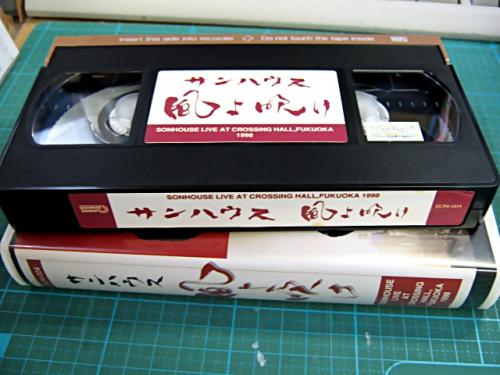 Insert this side into recorder Do not touch the tape inside VHS
サンハウス
風よ吹け
SONHOUSE LIVE AT CROSSING HALL,FUKUOKA
1998
SONHOUSE LIVE AT CROSSING HALL,FUKUOKA 1998
サンハウス 風よ吹け
SON-004
サンハウス 風よ吹け
SONHOUSE
LIVE
AT
CROSSING
HALL,
FUKUOKA
1998